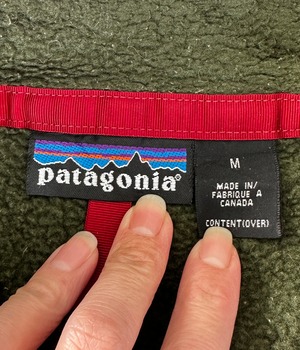 patagonia®
M
MADE IN/
FABRIQUE A
CANADA
CONTENT(OVER)